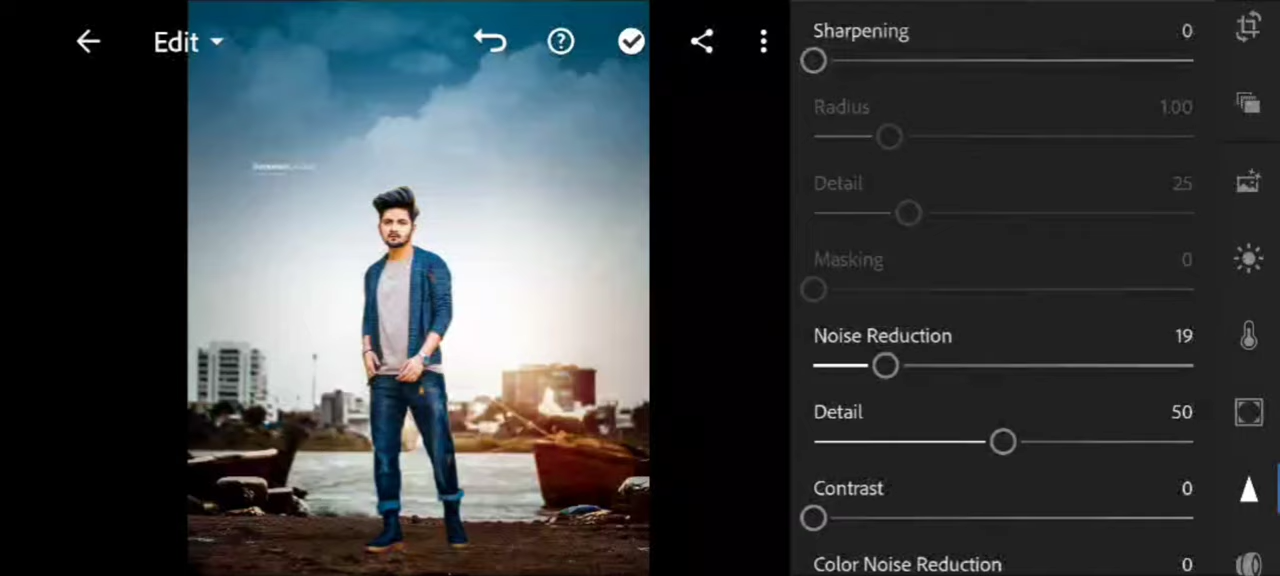 Edit
Sharpening 0
Radius 1.00
Detail 25
Masking 0
Noise Reduction 19
Detail 50
Contrast 0
Color Noise Reduction 0